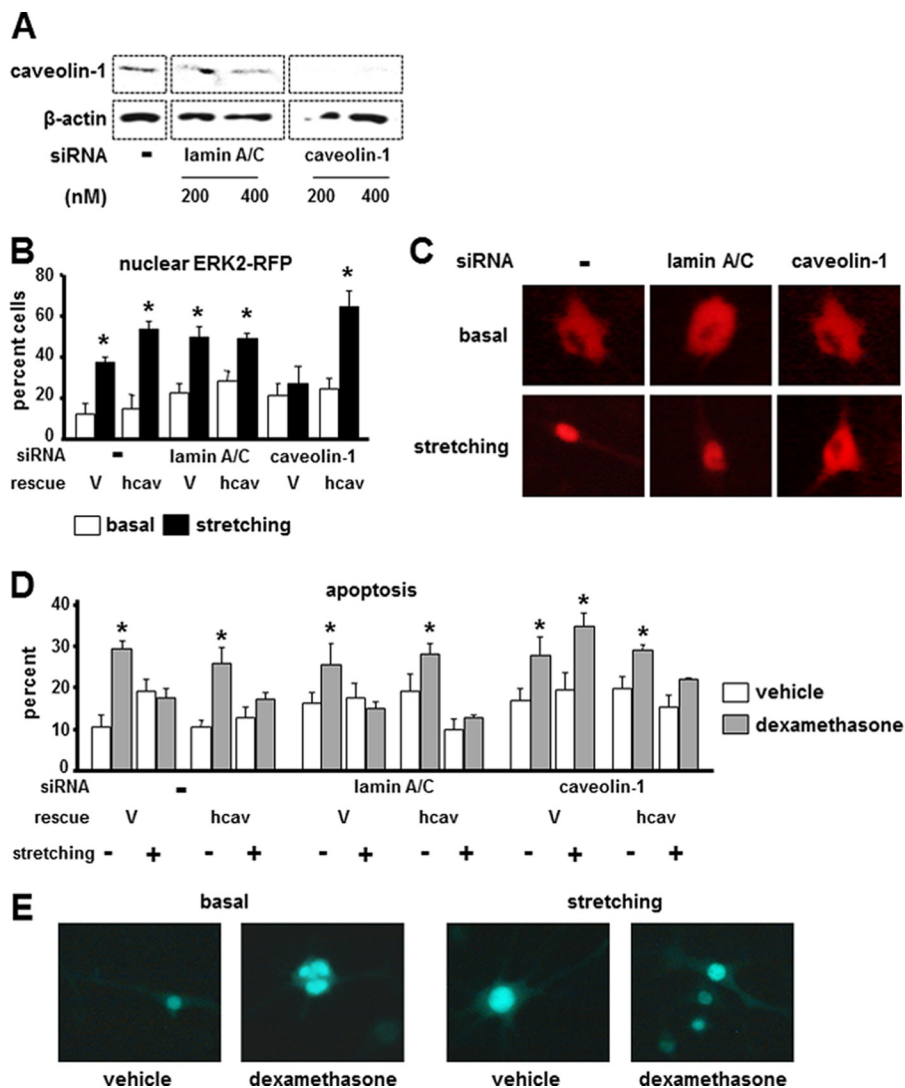 A
caveolin-1
β-actin
siRNA - lamin A/C caveolin-1
(nM) 200 400 200 400
B
nuclear ERK2-RFP
80
60
40
20
0
percent cells
* * * * *
siRNA - lamin A/C caveolin-1
rescue V hcav V hcav V hcav
basal stretching
C
siRNA - lamin A/C caveolin-1
basal
stretching
D
apoptosis
40
30
20
10
0
percent
* * * * * * *
vehicle
dexamethasone
siRNA - lamin A/C caveolin-1
rescue V hcav V hcav V hcav
stretching - + - + - + - + - + - +
E
basal stretching
vehicle dexamethasone vehicle dexamethasone